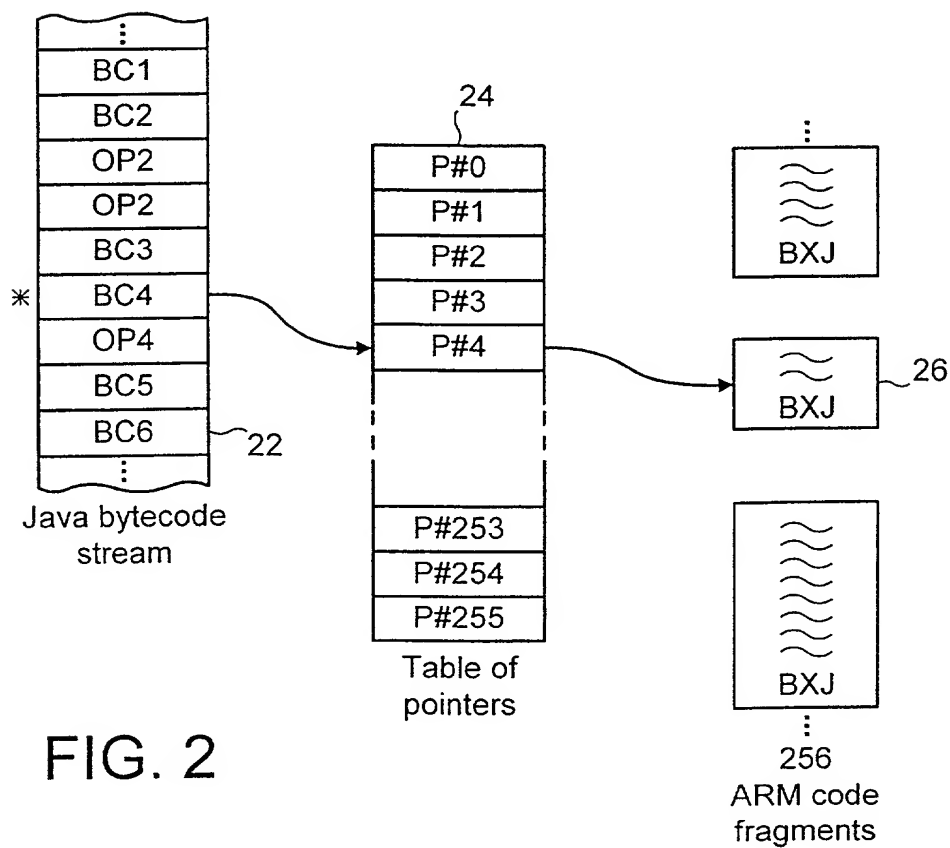 ⋮
BC1
BC2
OP2
OP2
BC3
* BC4
OP4
BC5
BC6
22
⋮
Java bytecode
stream
24
P#0
P#1
P#2
P#3
P#4
P#253
P#254
P#255
Table of
pointers
⋮
BXJ
BXJ
26
BXJ
⋮
256
ARM code
fragments
FIG. 2